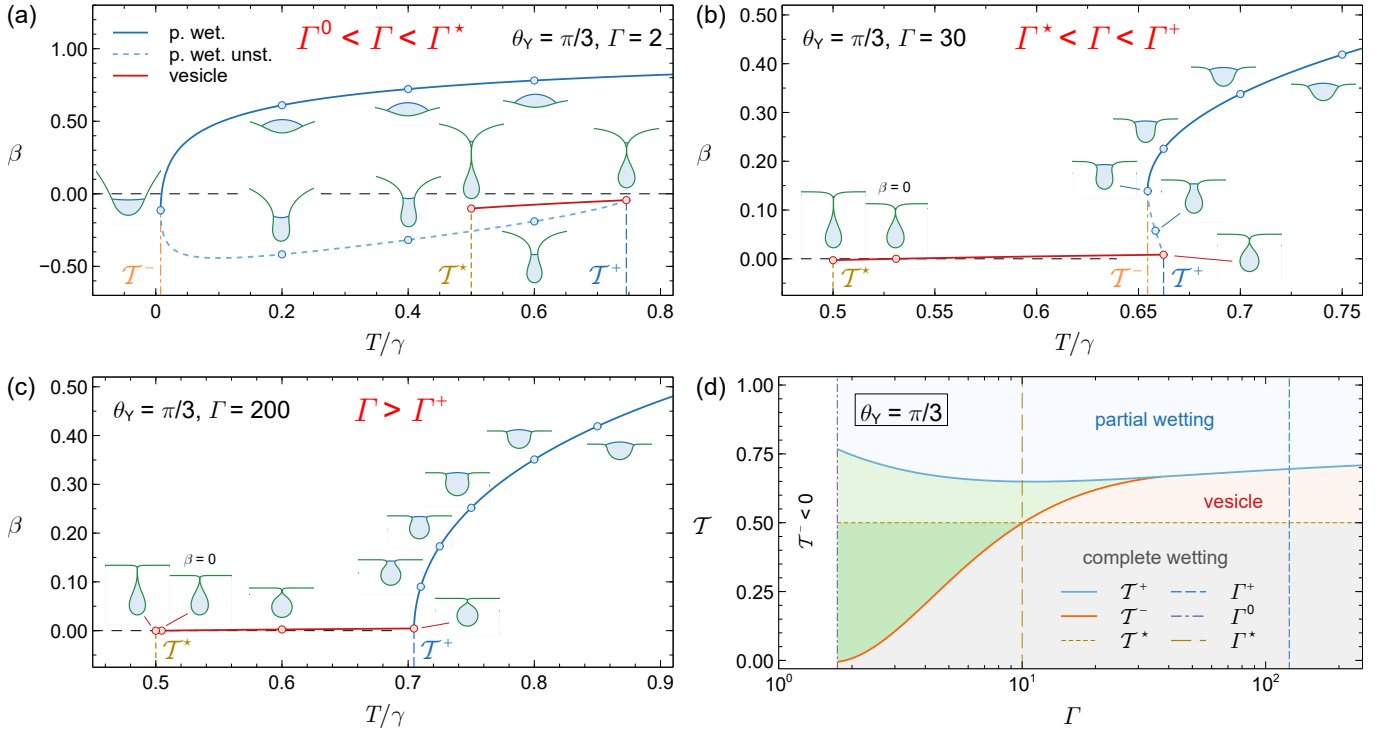 (a)
p. wet.
p. wet. unst.
vesicle
Γ⁰ < Γ < Γ⋆
θ_Y = π/3, Γ = 2
1.00
0.50
0.00
−0.50
β
𝒯⁻
𝒯⋆
𝒯⁺
0
0.2
0.4
0.6
0.8
T/γ
(b)
θ_Y = π/3, Γ = 30
Γ⋆ < Γ < Γ⁺
0.50
0.40
0.30
0.20
0.10
0.00
β
β = 0
𝒯⋆
𝒯⁻
𝒯⁺
0.5
0.55
0.6
0.65
0.7
0.75
T/γ
(c)
θ_Y = π/3, Γ = 200
Γ > Γ⁺
0.50
0.40
0.30
0.20
0.10
0.00
β
β = 0
𝒯⋆
𝒯⁺
0.5
0.6
0.7
0.8
0.9
T/γ
(d)
θ_Y = π/3
partial wetting
vesicle
complete wetting
𝒯⁻ < 0
1.00
0.75
0.50
0.25
0.00
𝒯
𝒯⁺
Γ⁺
𝒯⁻
Γ⁰
𝒯⋆
Γ⋆
10⁰
10¹
10²
Γ